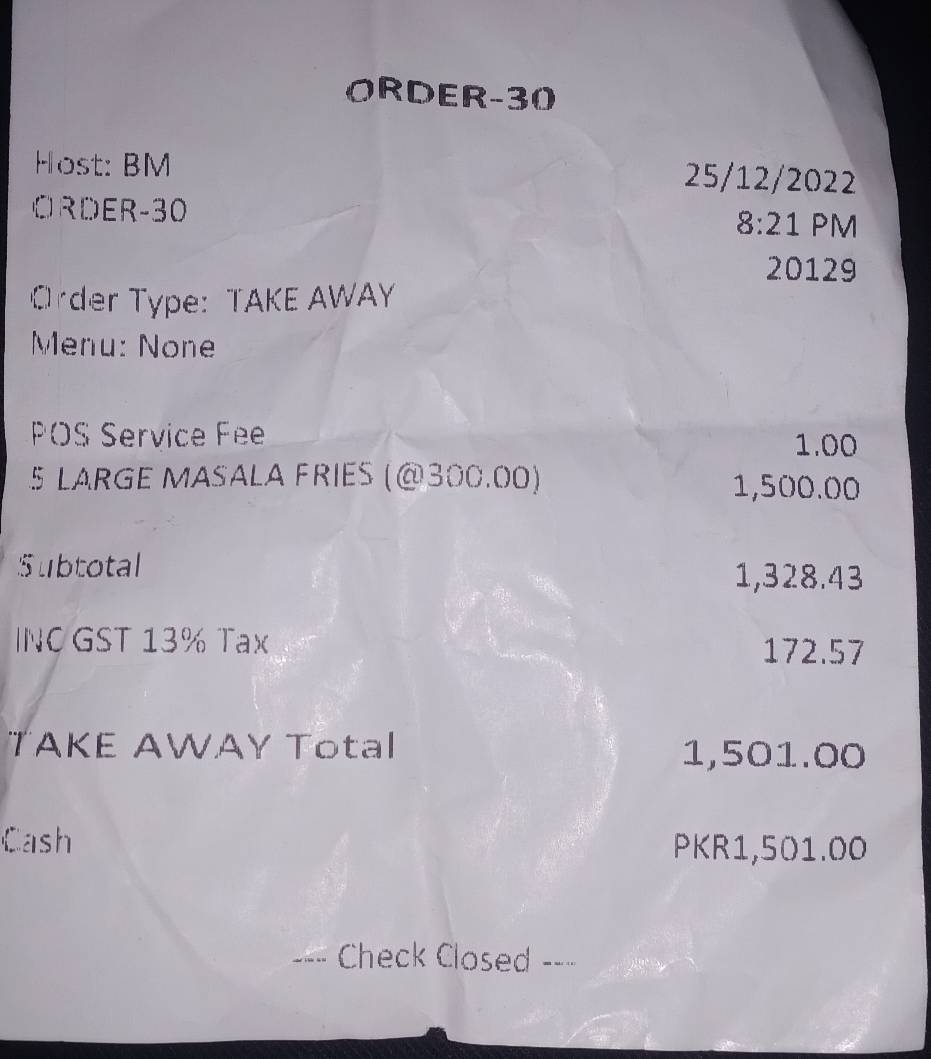 ORDER-30
Host: BM 25/12/2022
ORDER-30 8:21 PM
20129
Order Type: TAKE AWAY
Menu: None
POS Service Fee 1.00
5 LARGE MASALA FRIES (@300.00) 1,500.00
Subtotal 1,328.43
INC GST 13% Tax 172.57
TAKE AWAY Total 1,501.00
Cash PKR1,501.00
---- Check Closed ----